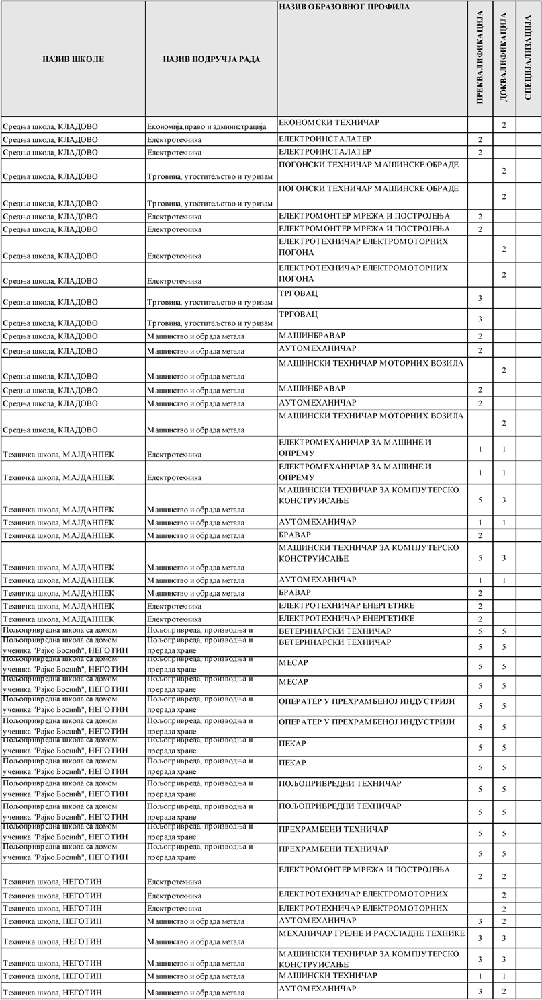 НАЗИВ ШКОЛЕ НАЗИВ ПОДРУЧЈА РАДА НАЗИВ ОБРАЗОВНОГ ПРОФИЛА ПРЕКВАЛИФИКАЦИЈА ДОКВАЛИФИКАЦИЈА СПЕЦИЈАЛИЗАЦИЈА
Средња школа, КЛАДОВО Економија,право и администрација ЕКОНОМСКИ ТЕХНИЧАР 2
Средња школа, КЛАДОВО Електротехника ЕЛЕКТРОИНСТАЛАТЕР 2
Средња школа, КЛАДОВО Електротехника ЕЛЕКТРОИНСТАЛАТЕР 2
Средња школа, КЛАДОВО Трговина, угоститељство и туризам ПОГОНСКИ ТЕХНИЧАР МАШИНСКЕ ОБРАДЕ 2
Средња школа, КЛАДОВО Трговина, угоститељство и туризам ПОГОНСКИ ТЕХНИЧАР МАШИНСКЕ ОБРАДЕ 2
Средња школа, КЛАДОВО Електротехника ЕЛЕКТРОМОНТЕР МРЕЖА И ПОСТРОЈЕЊА 2
Средња школа, КЛАДОВО Електротехника ЕЛЕКТРОМОНТЕР МРЕЖА И ПОСТРОЈЕЊА 2
ЕЛЕКТРОТЕХНИЧАР ЕЛЕКТРОМОТОРНИХ
Средња школа, КЛАДОВО Електротехника ПОГОНА 2
ЕЛЕКТРОТЕХНИЧАР ЕЛЕКТРОМОТОРНИХ
Средња школа, КЛАДОВО Електротехника ПОГОНА 2
Средња школа, КЛАДОВО Трговина, угоститељство и туризам ТРГОВАЦ 3
Средња школа, КЛАДОВО Трговина, угоститељство и туризам ТРГОВАЦ 3
Средња школа, КЛАДОВО Машинство и обрада метала МАШИНБРАВАР 2
Средња школа, КЛАДОВО Машинство и обрада метала АУТОМЕХАНИЧАР 2
Средња школа, КЛАДОВО Машинство и обрада метала МАШИНСКИ ТЕХНИЧАР МОТОРНИХ ВОЗИЛА 2
Средња школа, КЛАДОВО Машинство и обрада метала МАШИНБРАВАР 2
Средња школа, КЛАДОВО Машинство и обрада метала АУТОМЕХАНИЧАР 2
Средња школа, КЛАДОВО Машинство и обрада метала МАШИНСКИ ТЕХНИЧАР МОТОРНИХ ВОЗИЛА 2
ЕЛЕКТРОМЕХАНИЧАР ЗА МАШИНЕ И
Техничка школа, МАЈДАНПЕК Електротехника ОПРЕМУ 1 1
ЕЛЕКТРОМЕХАНИЧАР ЗА МАШИНЕ И
Техничка школа, МАЈДАНПЕК Електротехника ОПРЕМУ 1 1
МАШИНСКИ ТЕХНИЧАР ЗА КОМПЈУТЕРСКО
Техничка школа, МАЈДАНПЕК Машинство и обрада метала КОНСТРУИСАЊЕ 5 3
Техничка школа, МАЈДАНПЕК Машинство и обрада метала АУТОМЕХАНИЧАР 1 1
Техничка школа, МАЈДАНПЕК Машинство и обрада метала БРАВАР 2
МАШИНСКИ ТЕХНИЧАР ЗА КОМПЈУТЕРСКО
Техничка школа, МАЈДАНПЕК Машинство и обрада метала КОНСТРУИСАЊЕ 5 3
Техничка школа, МАЈДАНПЕК Машинство и обрада метала АУТОМЕХАНИЧАР 1 1
Техничка школа, МАЈДАНПЕК Машинство и обрада метала БРАВАР 2
Техничка школа, МАЈДАНПЕК Електротехника ЕЛЕКТРОТЕХНИЧАР ЕНЕРГЕТИКЕ 2
Техничка школа, МАЈДАНПЕК Електротехника ЕЛЕКТРОТЕХНИЧАР ЕНЕРГЕТИКЕ 2
Пољопривредна школа са домом Пољопривреда, производња и ВЕТЕРИНАРСКИ ТЕХНИЧАР 5 5
Пољопривредна школа са домом Пољопривреда, производња и ВЕТЕРИНАРСКИ ТЕХНИЧАР
ученика "Рајко Боснић", НЕГОТИН прерада хране 5 5
Пољопривредна школа са домом Пољопривреда, производња и МЕСАР
ученика "Рајко Боснић", НЕГОТИН прерада хране 5 5
Пољопривредна школа са домом Пољопривреда, производња и МЕСАР
ученика "Рајко Боснић", НЕГОТИН прерада хране 5 5
Пољопривредна школа са домом Пољопривреда, производња и ОПЕРАТЕР У ПРЕХРАМБЕНОЈ ИНДУСТРИЈИ
ученика "Рајко Боснић", НЕГОТИН прерада хране 5 5
Пољопривредна школа са домом Пољопривреда, производња и ОПЕРАТЕР У ПРЕХРАМБЕНОЈ ИНДУСТРИЈИ
ученика "Рајко Боснић", НЕГОТИН прерада хране 5 5
Пољопривредна школа са домом Пољопривреда, производња и ПЕКАР
ученика "Рајко Боснић", НЕГОТИН прерада хране 5 5
Пољопривредна школа са домом Пољопривреда, производња и ПЕКАР
ученика "Рајко Боснић", НЕГОТИН прерада хране 5 5
Пољопривредна школа са домом Пољопривреда, производња и ПОЉОПРИВРЕДНИ ТЕХНИЧАР
ученика "Рајко Боснић", НЕГОТИН прерада хране 5 5
Пољопривредна школа са домом Пољопривреда, производња и ПОЉОПРИВРЕДНИ ТЕХНИЧАР
ученика "Рајко Боснић", НЕГОТИН прерада хране 5 5
Пољопривредна школа са домом Пољопривреда, производња и ПРЕХРАМБЕНИ ТЕХНИЧАР
ученика "Рајко Боснић", НЕГОТИН прерада хране 5 5
Пољопривредна школа са домом Пољопривреда, производња и ПРЕХРАМБЕНИ ТЕХНИЧАР
ученика "Рајко Боснић", НЕГОТИН прерада хране 5 5
Техничка школа, НЕГОТИН Електротехника ЕЛЕКТРОМОНТЕР МРЕЖА И ПОСТРОЈЕЊА 2 2
Техничка школа, НЕГОТИН Електротехника ЕЛЕКТРОТЕХНИЧАР ЕЛЕКТРОМОТОРНИХ 2
Техничка школа, НЕГОТИН Електротехника ЕЛЕКТРОТЕХНИЧАР ЕЛЕКТРОМОТОРНИХ 2
Техничка школа, НЕГОТИН Машинство и обрада метала АУТОМЕХАНИЧАР 3 2
Техничка школа, НЕГОТИН Машинство и обрада метала МЕХАНИЧАР ГРЕЈНЕ И РАСХЛАДНЕ ТЕХНИКЕ 3 3
МАШИНСКИ ТЕХНИЧАР ЗА КОМПЈУТЕРСКО
Техничка школа, НЕГОТИН Машинство и обрада метала КОНСТРУИСАЊЕ 3 3
Техничка школа, НЕГОТИН Машинство и обрада метала МАШИНСКИ ТЕХНИЧАР 1 1
Техничка школа, НЕГОТИН Машинство и обрада метала АУТОМЕХАНИЧАР 3 2